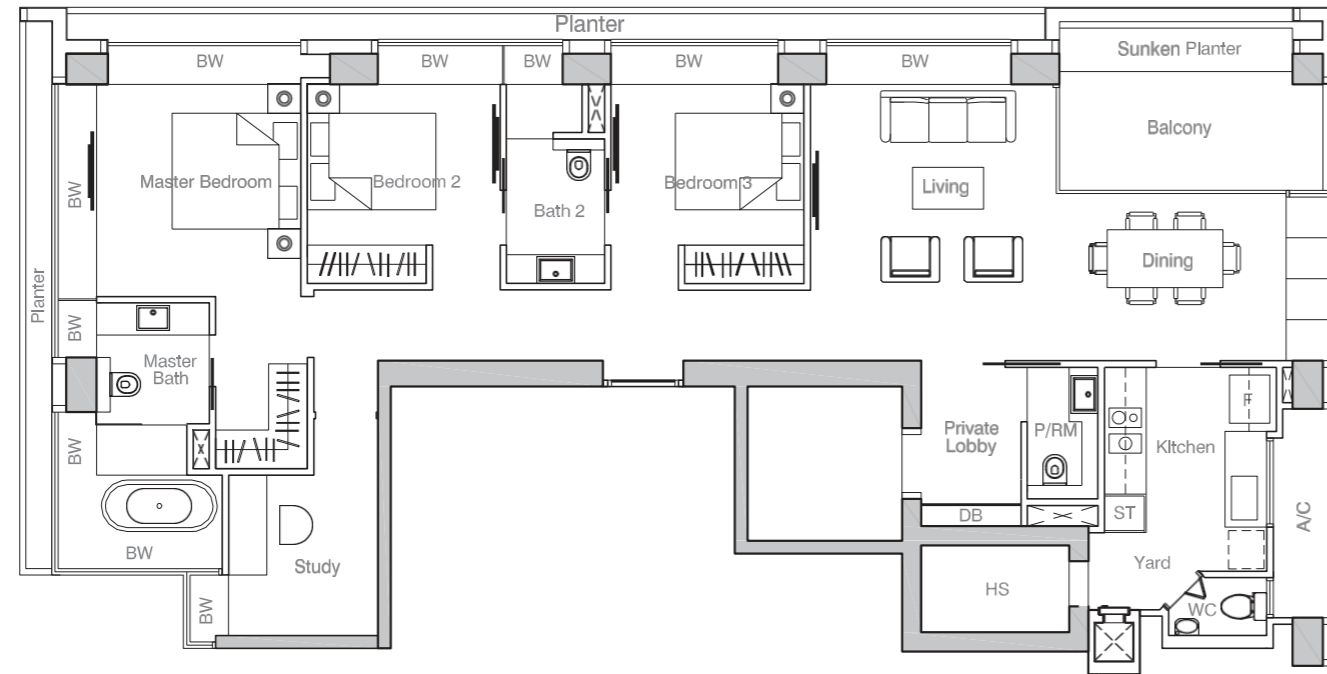 Planter
Sunken Planter
BW
BW
BW
BW
BW
Balcony
Master Bedroom
Bedroom 2
Bedroom 3
Living
BW
Bath 2
Dining
Planter
BW
Master
Bath
Private
Lobby
P/RM
F
KItchen
BW
DB
ST
A/C
BW
Study
Yard
HS
BW
WC